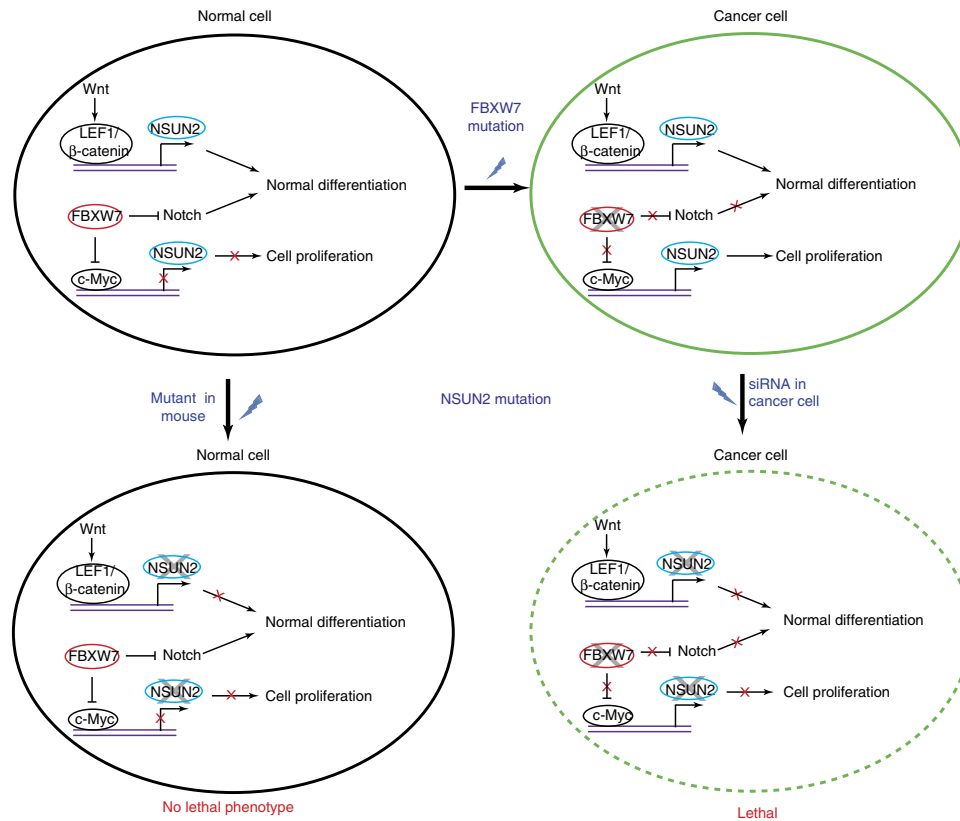 Normal cell
Cancer cell
Wnt
LEF1/
β-catenin
NSUN2
Normal differentiation
FBXW7
Notch
NSUN2
Cell proliferation
c-Myc
FBXW7
mutation
Wnt
LEF1/
β-catenin
NSUN2
Normal differentiation
FBXW7
Notch
NSUN2
Cell proliferation
c-Myc
Mutant in
mouse
NSUN2 mutation
siRNA in
cancer cell
Normal cell
Cancer cell
Wnt
LEF1/
β-catenin
NSUN2
Normal differentiation
FBXW7
Notch
NSUN2
Cell proliferation
c-Myc
No lethal phenotype
Wnt
LEF1/
β-catenin
NSUN2
Normal differentiation
FBXW7
Notch
NSUN2
Cell proliferation
c-Myc
Lethal